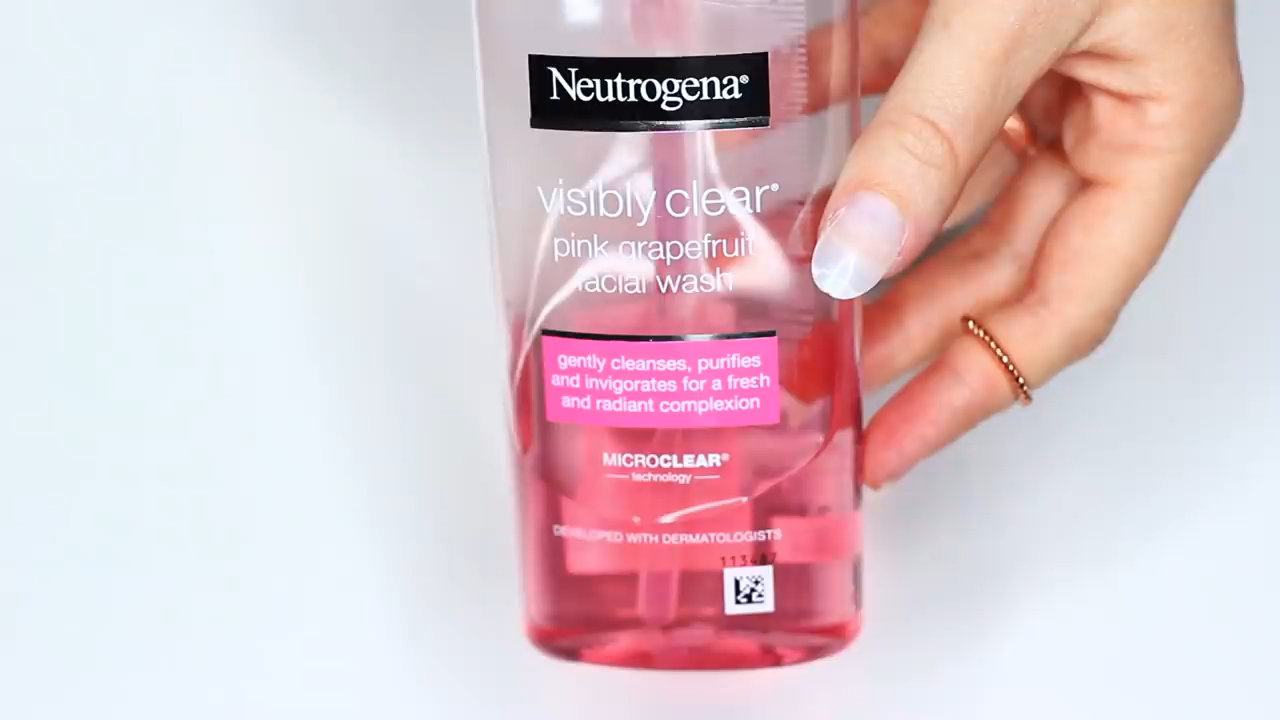 Neutrogena®
visibly clear®
pink grapefruit
facial wash
gently cleanses, purifies
and invigorates for a fresh
and radiant complexion
MICROCLEAR®
technology
DEVELOPED WITH DERMATOLOGISTS